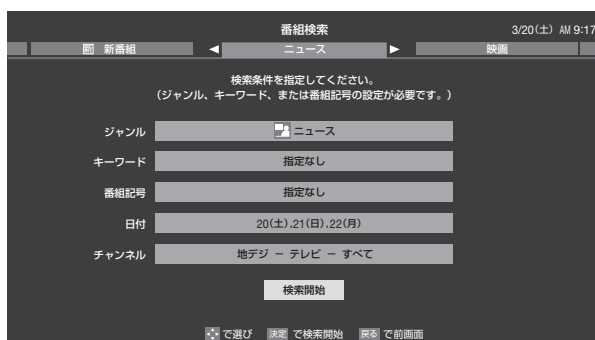 番組検索 3/20(土) AM 9:17
新 新番組 ◀ ニュース ▶ 映画
検索条件を指定してください。
(ジャンル、キーワード、または番組記号の設定が必要です。)
ジャンル ニュース
キーワード 指定なし
番組記号 指定なし
日付 20(土),21(日),22(月)
チャンネル 地デジ － テレビ － すべて
検索開始
で選び 決定 で検索開始 戻る で前画面